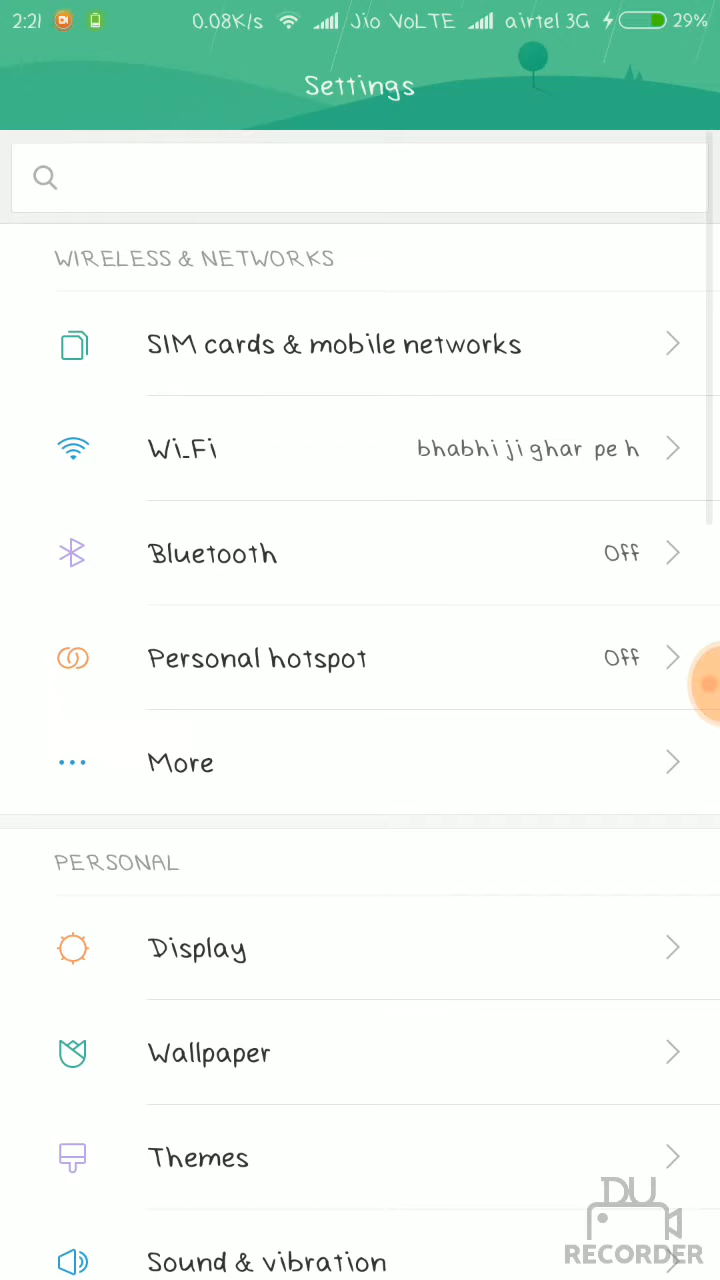 2:21 0.08K/s Jio VoLTE airtel 3G 29%
Settings
WIRELESS & NETWORKS
SIM cards & mobile networks
Wi-Fi bhabhi ji ghar pe h
Bluetooth Off
Personal hotspot Off
More
PERSONAL
Display
Wallpaper
Themes
Sound & vibration
DU
RECORDER